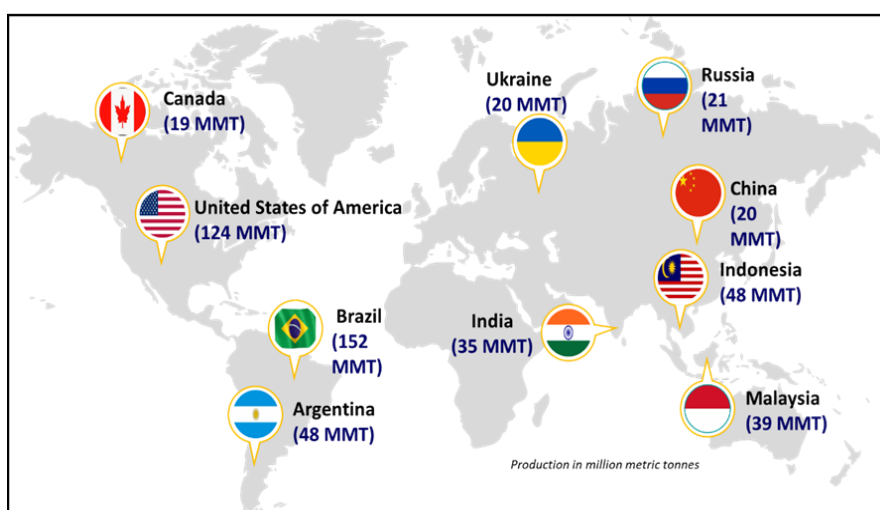 Canada
(19 MMT)
United States of America
(124 MMT)
Brazil
(152
MMT)
Argentina
(48 MMT)
Ukraine
(20 MMT)
Russia
(21
MMT)
China
(20
MMT)
Indonesia
(48 MMT)
India
(35 MMT)
Malaysia
(39 MMT)
Production in million metric tonnes